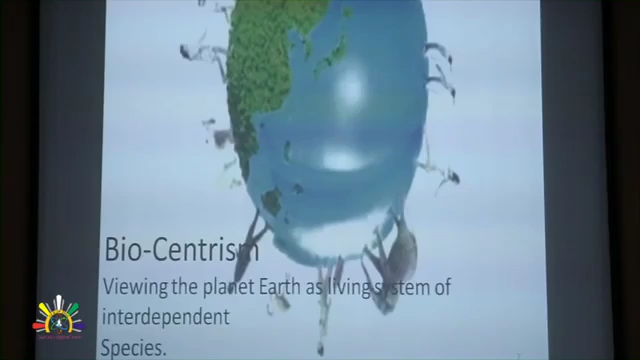 Bio-Centrism
Viewing the planet Earth as living system of
interdependent
Species.